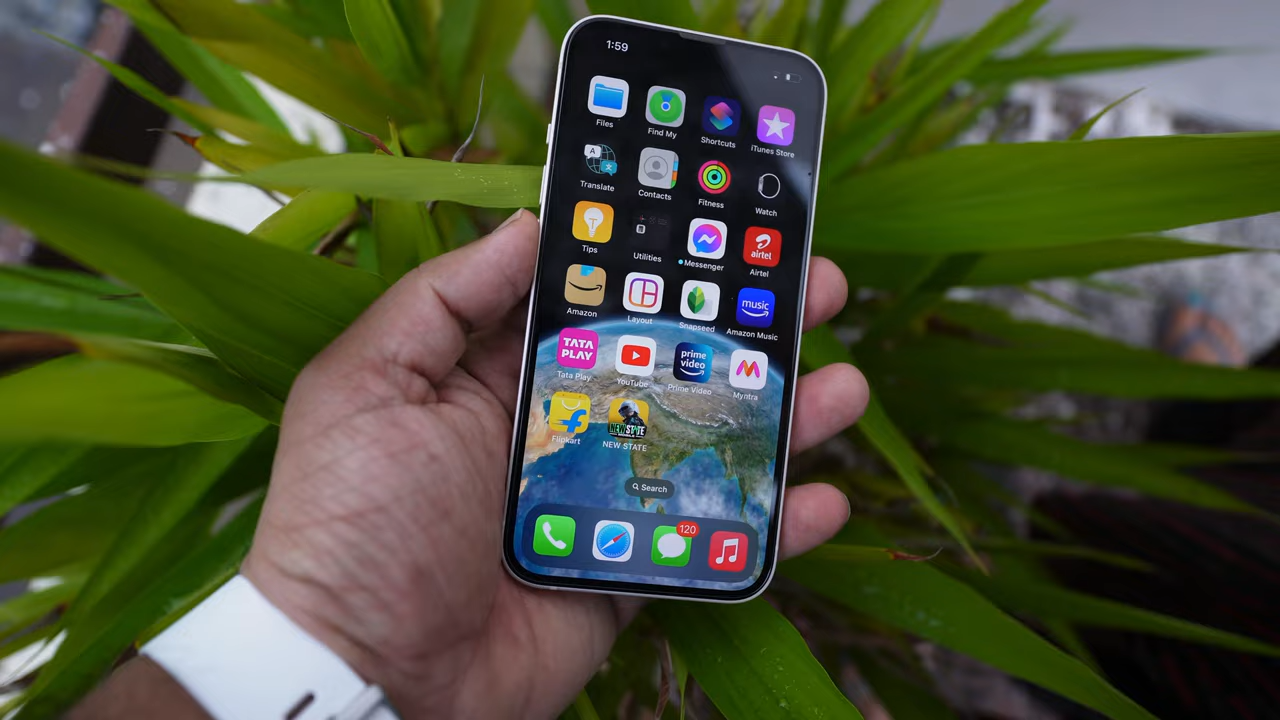 1:59
Files
Find My
Shortcuts
iTunes Store
A
文
Translate
Contacts
Fitness
Watch
Tips
Utilities
Messenger
airtel
Airtel
Amazon
Layout
Snapseed
music
Amazon Music
TATA
PLAY
Tata Play
YouTube
prime
video
Prime Video
Myntra
Flipkart
NEW STATE
NEW STATE
Search
120